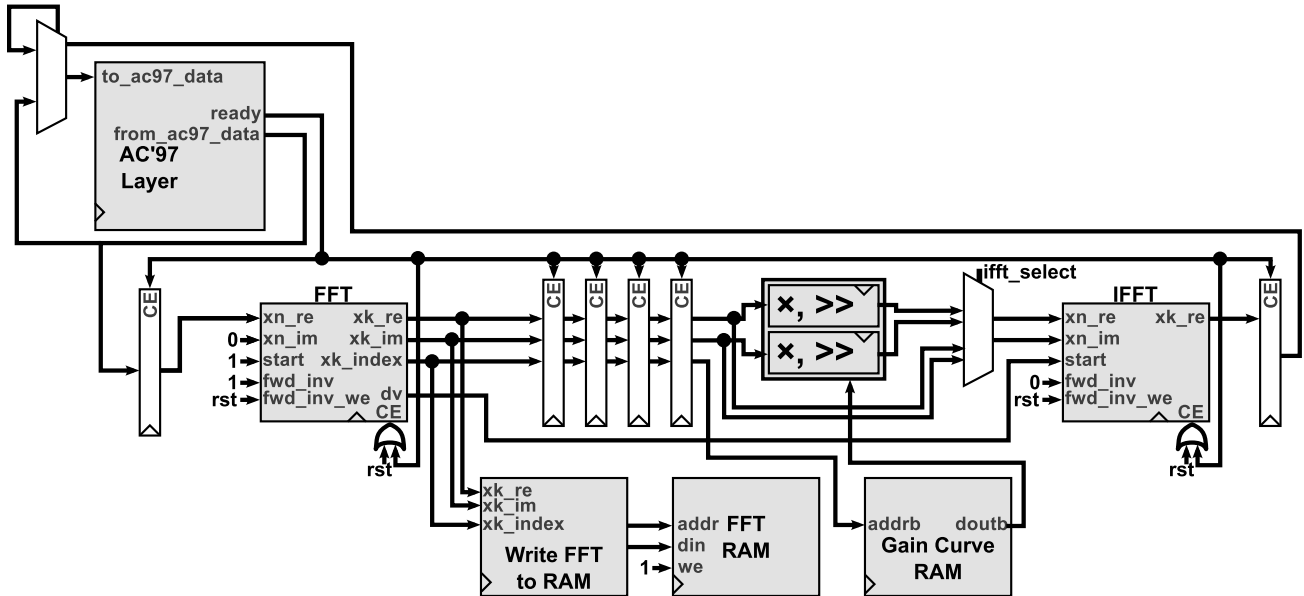 to_ac97_data
ready
from_ac97_data
AC'97
Layer
ifft_select
CE
FFT
xn_re xk_re
xn_im xk_im
start xk_index
fwd_inv
fwd_inv_we dv
CE
0
1
1
rst
rst
CE
CE
CE
CE
×, >>
×, >>
IFFT
xn_re xk_re
xn_im
start
fwd_inv
fwd_inv_we
CE
0
rst
rst
CE
xk_re
xk_im
xk_index
Write FFT
to RAM
addr FFT
din RAM
we
1
addrb doutb
Gain Curve
RAM